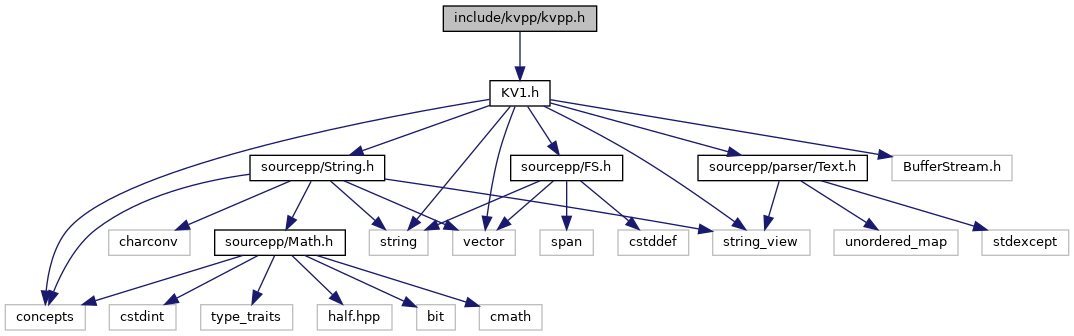 include/kvpp/kvpp.h
KV1.h
sourcepp/String.h
sourcepp/FS.h
sourcepp/parser/Text.h
BufferStream.h
charconv
sourcepp/Math.h
string
vector
span
cstddef
string_view
unordered_map
stdexcept
concepts
cstdint
type_traits
half.hpp
bit
cmath